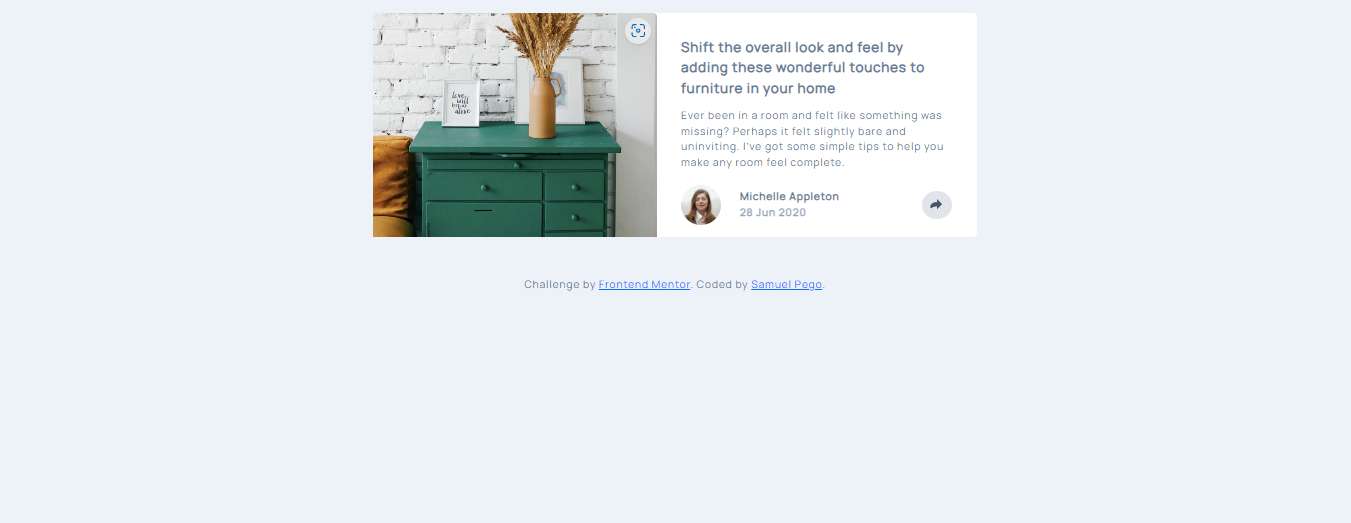 love
will
alone
Shift the overall look and feel by
adding these wonderful touches to
furniture in your home
Ever been in a room and felt like something was
missing? Perhaps it felt slightly bare and
uninviting. I've got some simple tips to help you
make any room feel complete.
Michelle Appleton
28 Jun 2020
Challenge by Frontend Mentor. Coded by Samuel Pego.